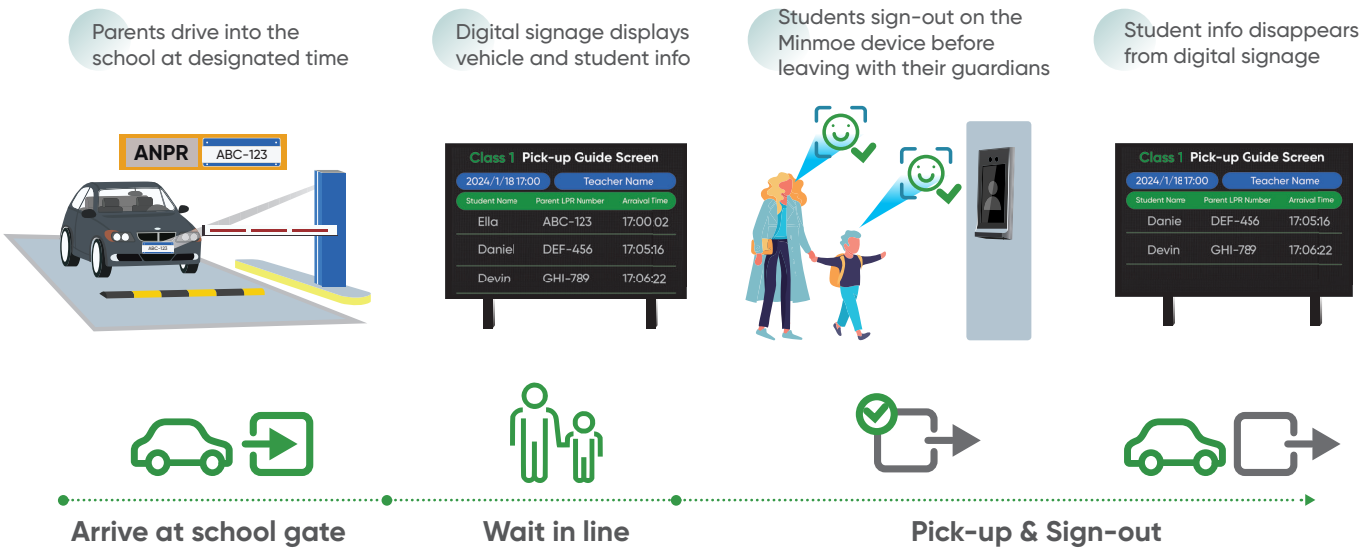 Parents drive into the
school at designated time
Digital signage displays
vehicle and student info
Students sign-out on the
Minmoe device before
leaving with their guardians
Student info disappears
from digital signage
ANPR ABC-123
ABC-123
Class 1 Pick-up Guide Screen
2024/1/18 17:00 Teacher Name
Student Name Parent LPR Number Arraival Time
Ella ABC-123 17:00 02
Daniel DEF-456 17:05:16
Devin GHI-789 17:06:22
Class 1 Pick-up Guide Screen
2024/1/18 17:00 Teacher Name
Student Name Parent LPR Number Arraival Time
Danie DEF-456 17:05:16
Devin GHI-789 17:06:22
Arrive at school gate
Wait in line
Pick-up & Sign-out